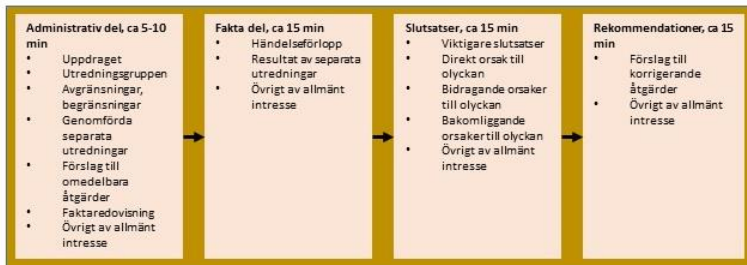 Administrativ del, ca 5-10
min
• Uppdraget
• Utredningsgruppen
• Avgränsningar,
begränsningar
• Genomförda
separata
utredningar
• Förslag till
omedelbara
åtgärder
• Faktaredovisning
• Övrigt av allmänt
intresse
Fakta del, ca 15 min
• Händelseförlopp
• Resultat av separata
utredningar
• Övrigt av allmänt
intresse
Slutsatser, ca 15 min
• Viktigare slutsatser
• Direkt orsak till
olyckan
• Bidragande orsaker
till olyckan
• Bakomliggande
orsaker till olyckan
• Övrigt av allmänt
intresse
Rekommendationer, ca 15
min
• Förslag till
korrigerande
åtgärder
• Övrigt av allmänt
intresse